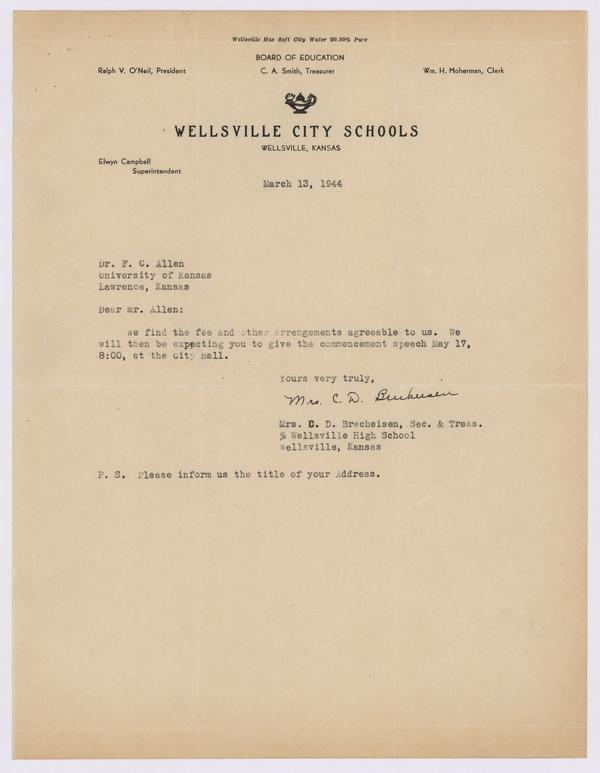 Wellsville Has Soft City Water 99.99% Pure
BOARD OF EDUCATION
Ralph V. O'Neil, President C. A. Smith, Treasurer Wm. H. Moherman, Clerk
WELLSVILLE CITY SCHOOLS
WELLSVILLE, KANSAS
Elwyn Campbell
Superintendent
March 13, 1944
Dr. F. C. Allen
University of Kansas
Lawrence, Kansas
Dear Mr. Allen:
We find the fee and other arrangements agreeable to us. We
will then be expecting you to give the commencement speech May 17,
8:00, at the City Hall.
Yours very truly,
Mrs. C. D. Brecheisen
Mrs. C. D. Brecheisen, Sec. & Treas.
% Wellsville High School
Wellsville, Kansas
P. S. Please inform us the title of your Address.